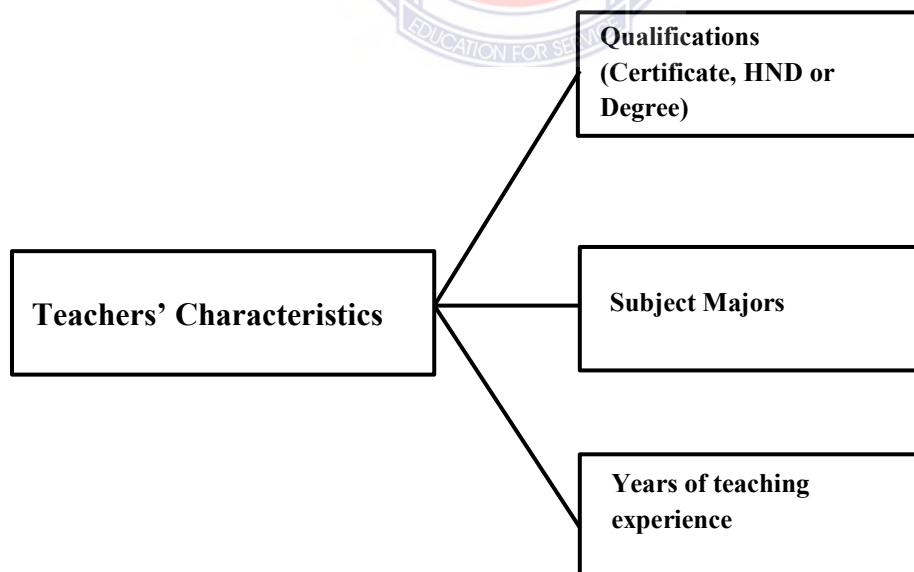 EDUCATION FOR SERVICE
Qualifications
(Certificate, HND or
Degree)
Teachers’ Characteristics
Subject Majors
Years of teaching
experience